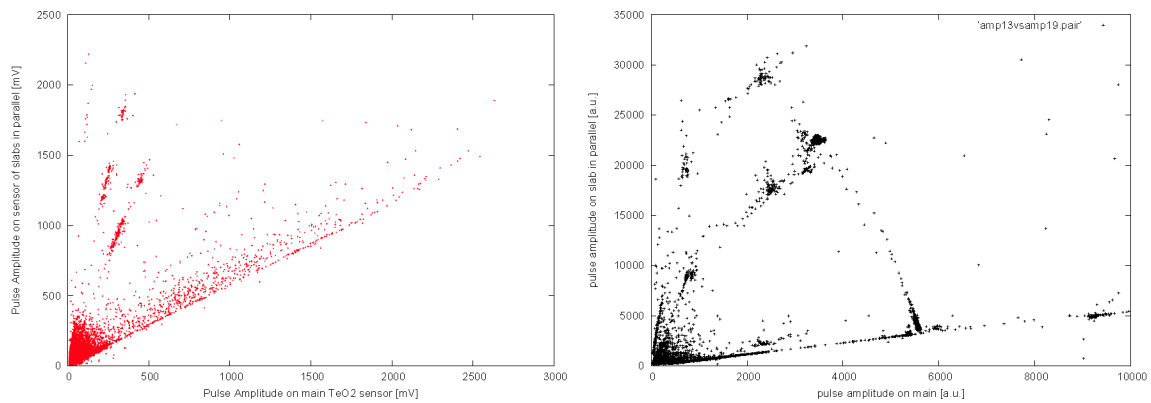 2500
2000
1500
1000
500
0
Pulse Amplitude on sensor of slabs in parallel [mV]
0 500 1000 1500 2000 2500 3000
Pulse Amplitude on main TeO2 sensor [mV]
35000
30000
25000
20000
15000
10000
5000
0
pulse amplitude on slab in parallel [a.u.]
'amp13vsamp19.pair'
0 2000 4000 6000 8000 10000
pulse amplitude on main [a.u.]